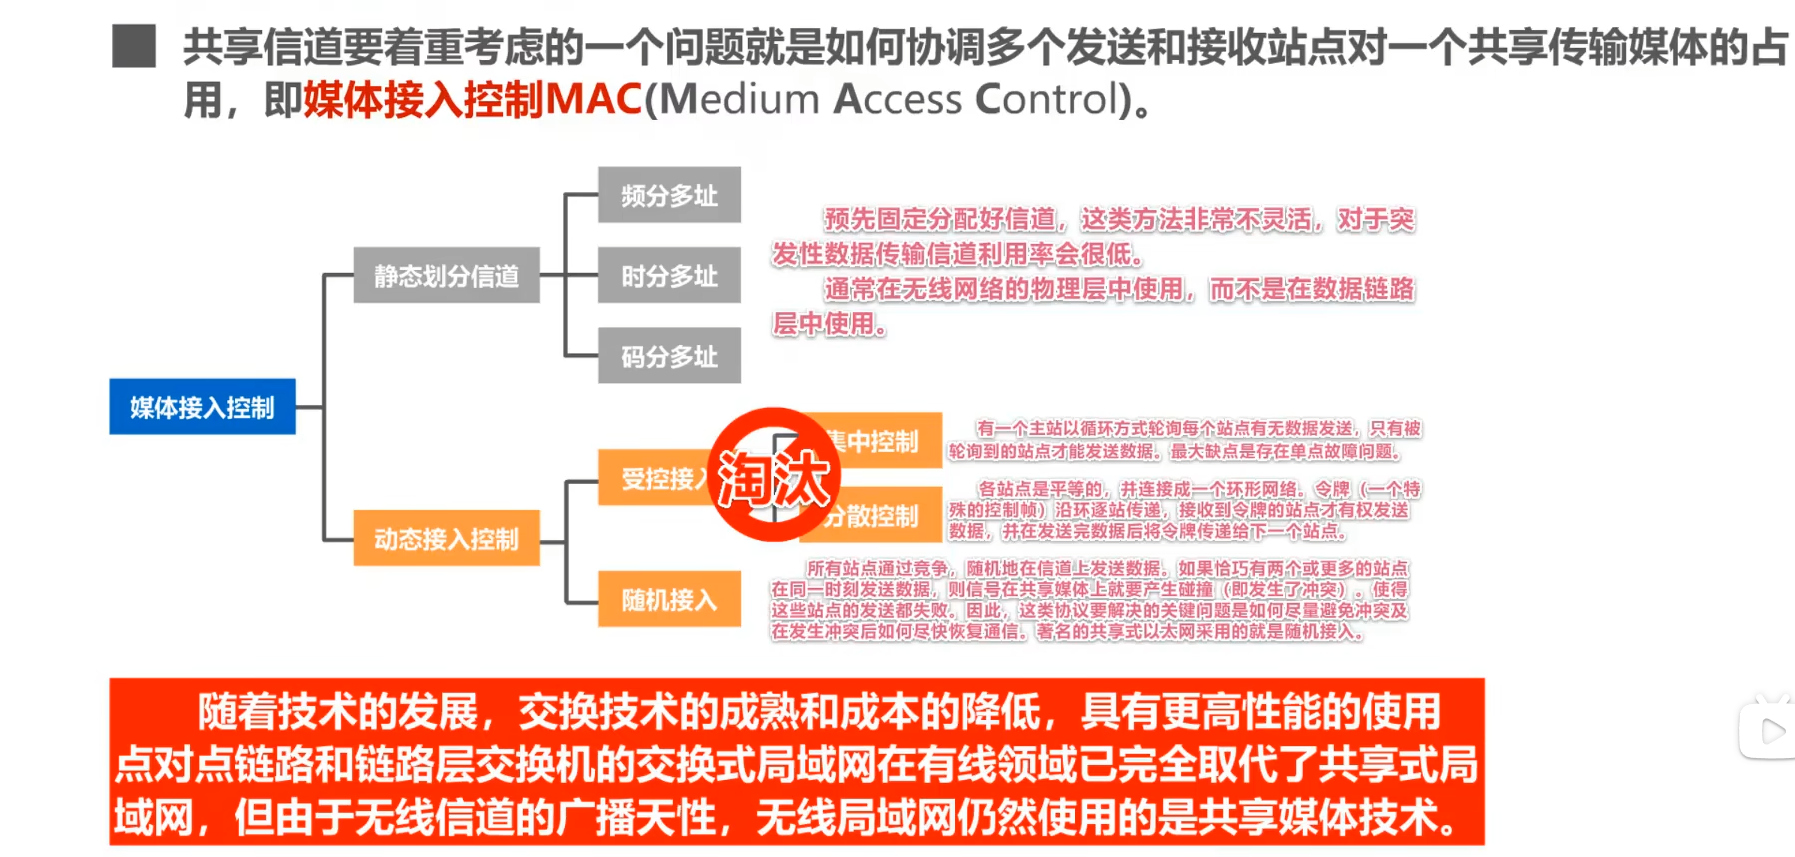 共享信道要着重考虑的一个问题就是如何协调多个发送和接收站点对一个共享传输媒体的占
用，即媒体接入控制MAC(Medium Access Control)。
频分多址
预先固定分配好信道，这类方法非常不灵活，对于突
发性数据传输信道利用率会很低。
静态划分信道
时分多址
通常在无线网络的物理层中使用，而不是在数据链路
层中使用。
码分多址
媒体接入控制
集中控制
有一个主站以循环方式轮询每个站点有无数据发送，只有被
轮询到的站点才能发送数据。最大缺点是存在单点故障问题。
受控接入
淘汰
分散控制
各站点是平等的，并连接成一个环形网络。令牌（一个特
殊的控制帧）沿环逐站传递，接收到令牌的站点才有权发送
数据，并在发送完数据后将令牌传递给下一个站点。
动态接入控制
随机接入
所有站点通过竞争，随机地在信道上发送数据。如果恰巧有两个或更多的站点
在同一时刻发送数据，则信号在共享媒体上就要产生碰撞（即发生了冲突）。使得
这些站点的发送都失败。因此，这类协议要解决的关键问题是如何尽量避免冲突及
在发生冲突后如何尽快恢复通信。著名的共享式以太网采用的就是随机接入。
随着技术的发展，交换技术的成熟和成本的降低，具有更高性能的使用
点对点链路和链路层交换机的交换式局域网在有线领域已完全取代了共享式局
域网，但由于无线信道的广播天性，无线局域网仍然使用的是共享媒体技术。